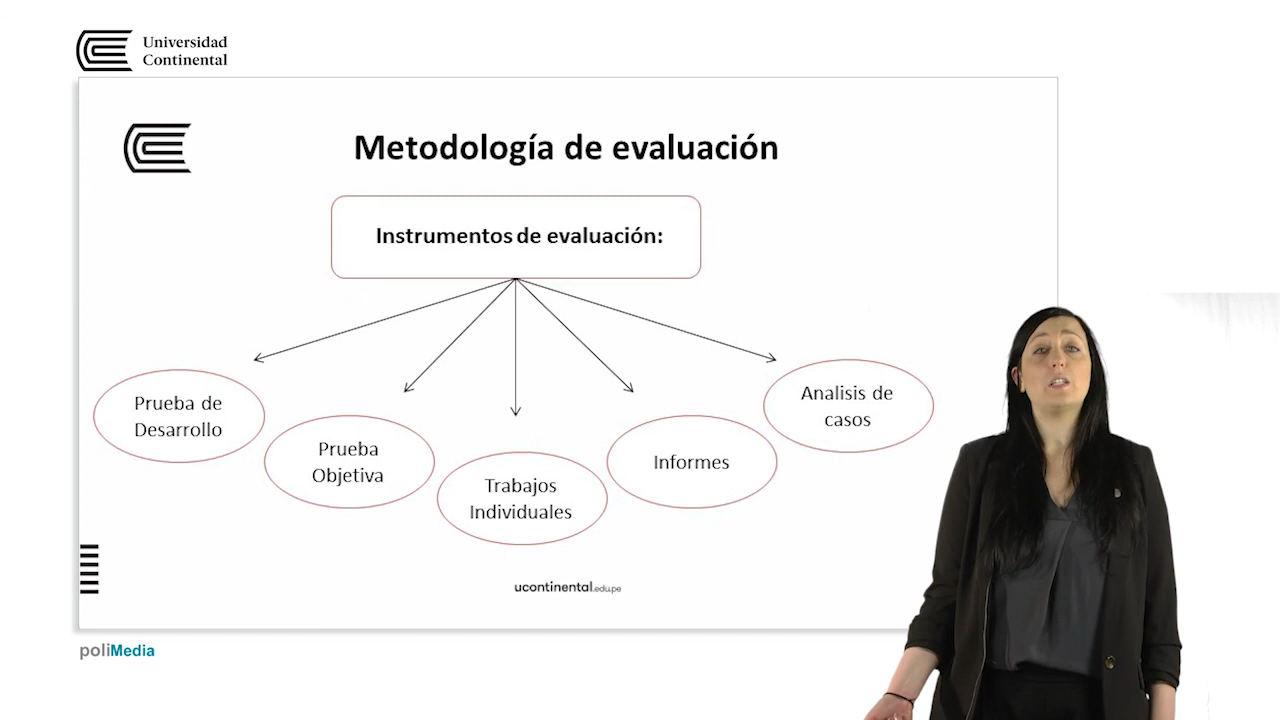 Universidad
Continental
Metodología de evaluación
Instrumentos de evaluación:
Prueba de
Desarrollo
Prueba
Objetiva
Trabajos
Individuales
Informes
Analisis de
casos
ucontinental.edu.pe
poliMedia